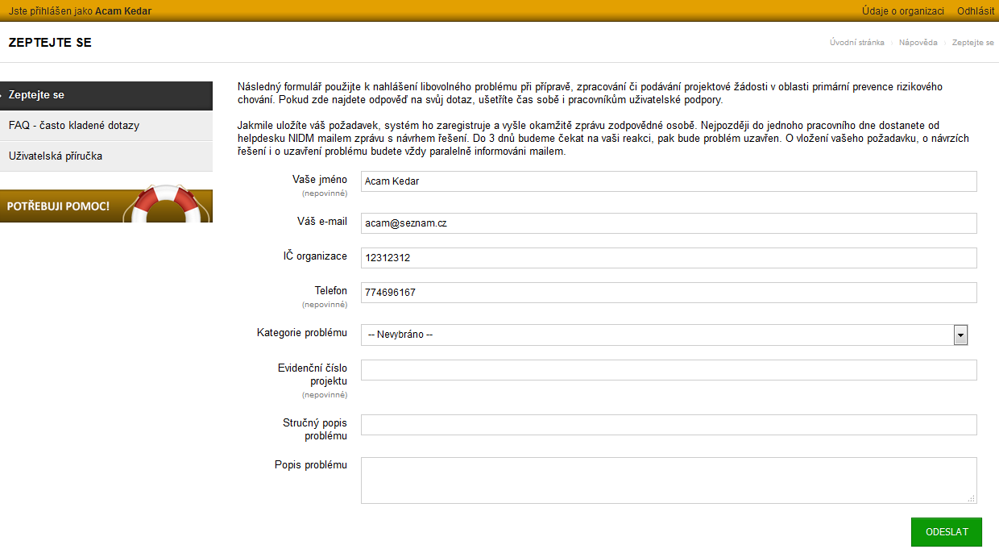 Jste přihlášen jako Acam Kedar
Údaje o organizaci Odhlásit
ZEPTEJTE SE
Úvodní stránka Nápověda Zeptejte se
Zeptejte se
FAQ - často kladené dotazy
Uživatelská příručka
POTŘEBUJI POMOC!
Následný formulář použijte k nahlášení libovolného problému při přípravě, zpracování či podávání projektové žádosti v oblasti primární prevence rizikového
chování. Pokud zde najdete odpověď na svůj dotaz, ušetříte čas sobě i pracovníkům uživatelské podpory.
Jakmile uložíte váš požadavek, systém ho zaregistruje a vyšle okamžitě zprávu zodpovědné osobě. Nejpozději do jednoho pracovního dne dostanete od
helpdesku NIDM mailem zprávu s návrhem řešení. Do 3 dnů budeme čekat na vaši reakci, pak bude problém uzavřen. O vložení vašeho požadavku, o návrzích
řešení i o uzavření problému budete vždy paralelně informováni mailem.
Vaše jméno Acam Kedar
(nepovinné)
Váš e-mail acam@seznam.cz
IČ organizace 12312312
Telefon 774696167
(nepovinné)
Kategorie problému -- Nevybráno --
Evidenční číslo
projektu
(nepovinné)
Stručný popis
problému
Popis problému
ODESLAT